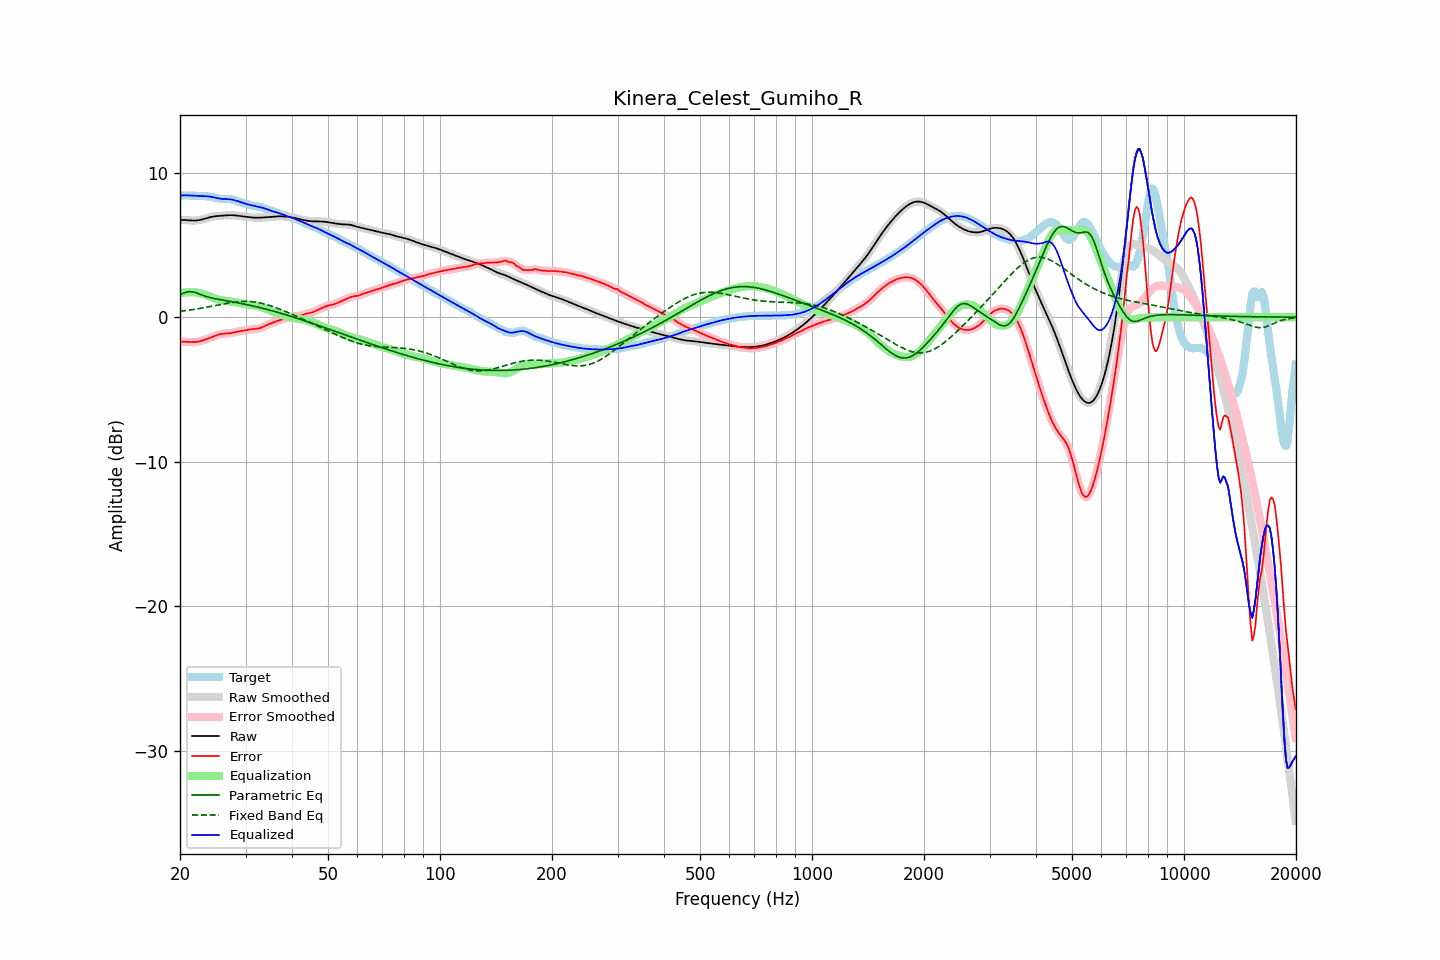 Kinera_Celest_Gumiho_R
Amplitude (dBr)
10
0
−10
−20
−30
Target
Raw Smoothed
Error Smoothed
Raw
Error
Equalization
Parametric Eq
Fixed Band Eq
Equalized
20 50 100 200 500 1000 2000 5000 10000 20000
Frequency (Hz)